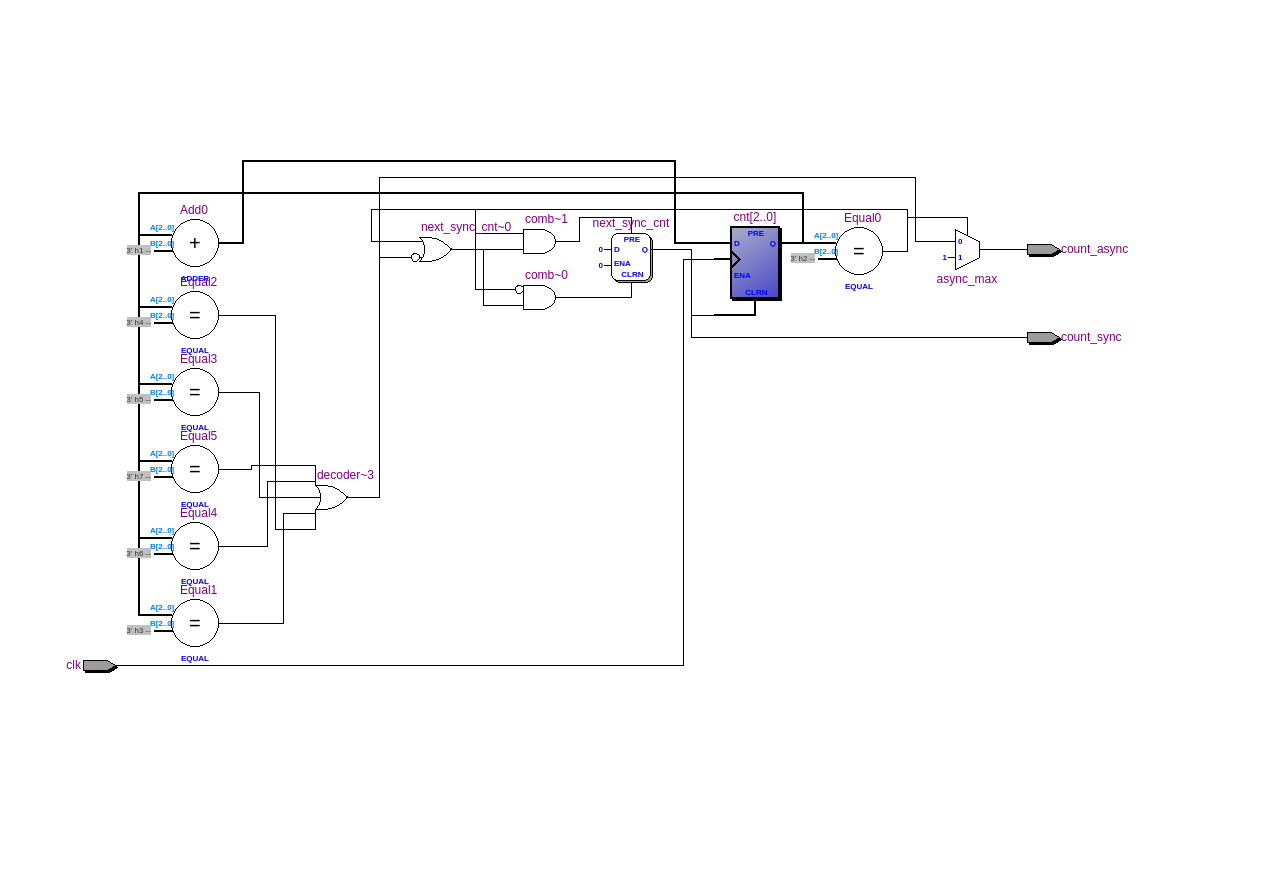 Add0
A[2..0]
B[2..0]
3' h1 --
+
ADDER
Equal2
A[2..0]
B[2..0]
3' h4 --
=
EQUAL
Equal3
A[2..0]
B[2..0]
3' h5 --
=
EQUAL
Equal5
A[2..0]
B[2..0]
3' h7 --
=
EQUAL
Equal4
A[2..0]
B[2..0]
3' h6 --
=
EQUAL
Equal1
A[2..0]
B[2..0]
3' h3 --
=
EQUAL
clk
decoder~3
next_sync_cnt~0
comb~1
comb~0
next_sync_cnt
PRE
0
D
Q
0
ENA
CLRN
cnt[2..0]
PRE
D
Q
ENA
CLRN
Equal0
A[2..0]
B[2..0]
3' h2 --
=
EQUAL
0
1
1
async_max
count_async
count_sync